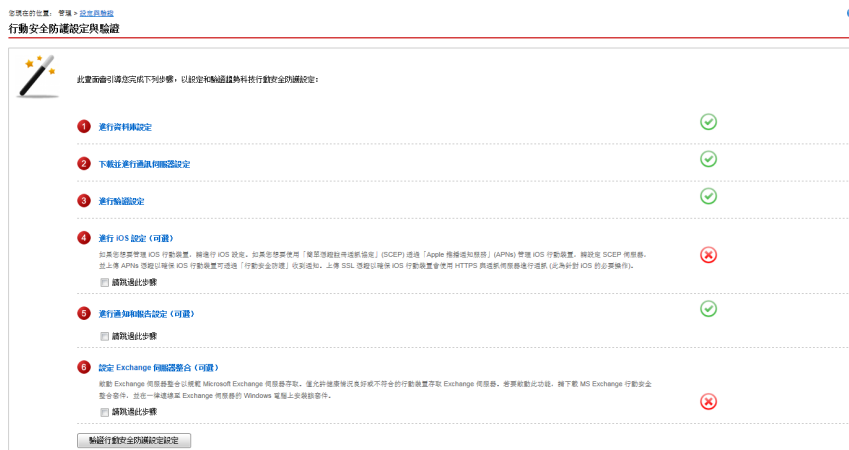 您現在的位置: 管理 > 設定與驗證
行動安全防護設定與驗證
此畫面會引導您完成下列步驟,以設定和驗證趨勢科技行動安全防護設定:
1 進行資料庫設定
2 下載並進行通訊伺服器設定
3 進行驗證設定
4 進行 iOS 設定 (可選)
如果您想要管理 iOS 行動裝置,請進行 iOS 設定。如果您想要使用「簡單憑證註冊通訊協定」(SCEP) 透過「Apple 推播通知服務」(APNs) 管理 iOS 行動裝置,請設定 SCEP 伺服器,
並上傳 APNs 憑證以確保 iOS 行動裝置可透過「行動安全防護」收到通知。上傳 SSL 憑證以確保 iOS 行動裝置會使用 HTTPS 與通訊伺服器進行通訊 (此為針對 iOS 的必要操作)。
請跳過此步驟
5 進行通知和報告設定 (可選)
請跳過此步驟
6 設定 Exchange 伺服器整合 (可選)
啟動 Exchange 伺服器整合以規範 Microsoft Exchange 伺服器存取。僅允許健康情況良好或不符合的行動裝置存取 Exchange 伺服器。若要啟動此功能,請下載 MS Exchange 行動安全
整合套件,並在一台連線至 Exchange 伺服器的 Windows 電腦上安裝該套件。
請跳過此步驟
驗證行動安全防護設定設定